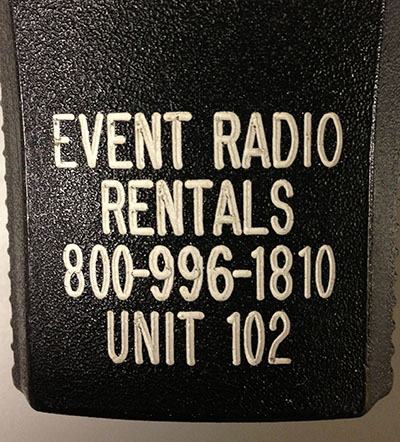 EVENT RADIO
RENTALS
800-996-1810
UNIT 102